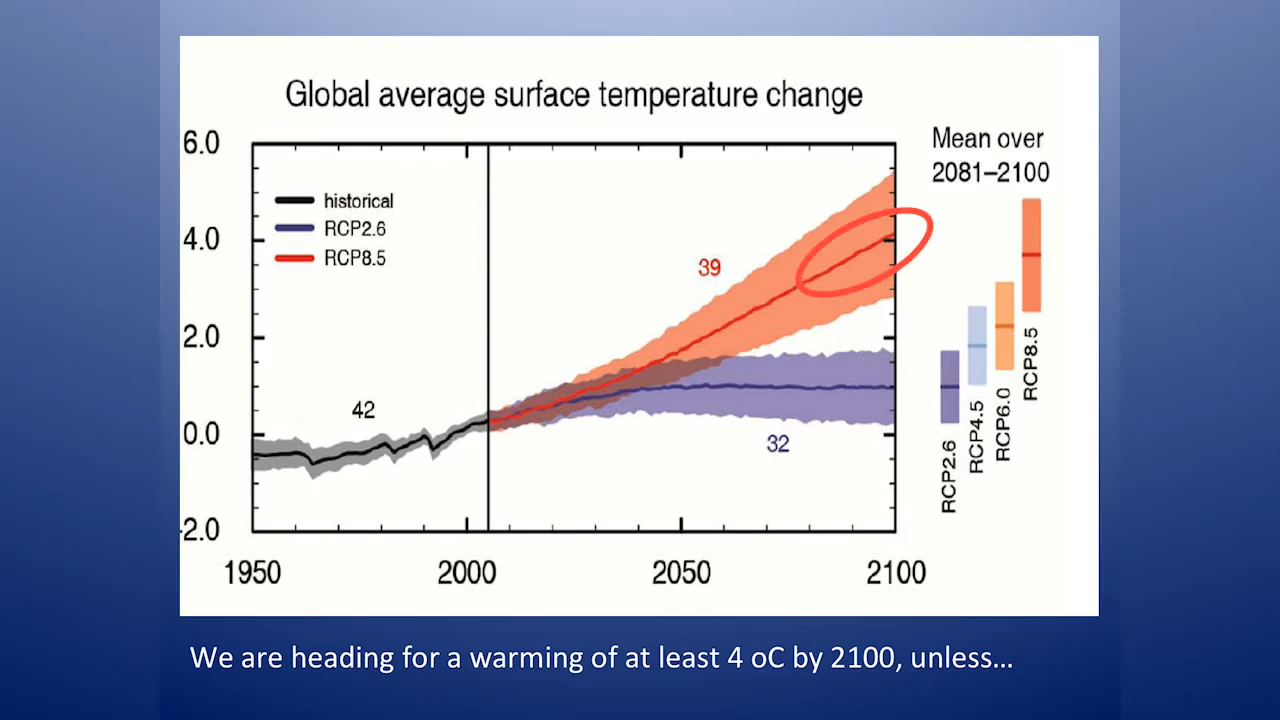 Global average surface temperature change
6.0
4.0
2.0
0.0
-2.0
historical
RCP2.6
RCP8.5
39
42
32
1950
2000
2050
2100
Mean over
2081–2100
RCP2.6
RCP4.5
RCP6.0
RCP8.5
We are heading for a warming of at least 4 oC by 2100, unless...